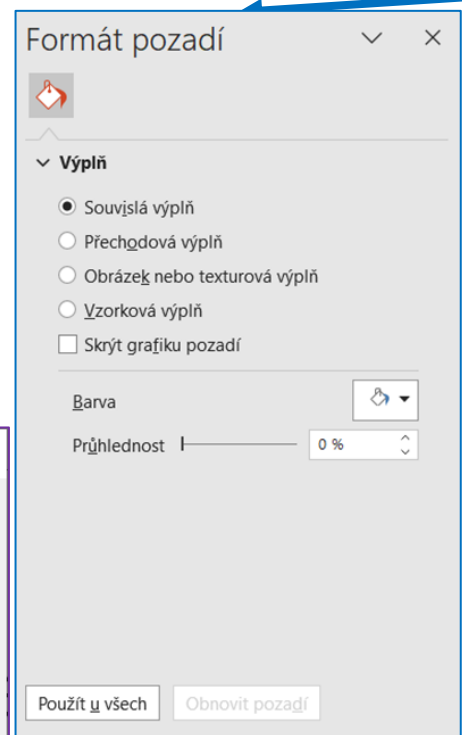 Formát pozadí
Výplň
Souvislá výplň
Přechodová výplň
Obrázek nebo texturová výplň
Vzorková výplň
Skrýt grafiku pozadí
Barva
Průhlednost 0 %
Použít u všech Obnovit pozadí